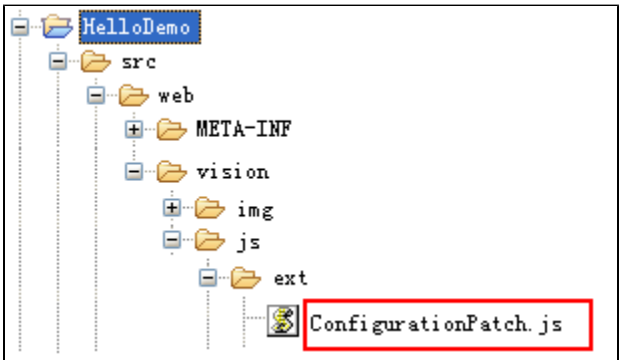 HelloDemo
src
web
META-INF
vision
img
js
ext
ConfigurationPatch.js